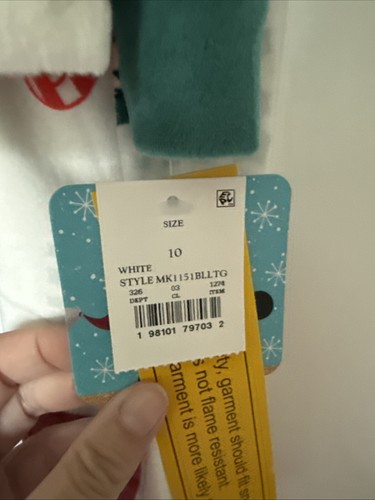 SIZE
10
WHITE
STYLE MK1151BLLTG
326 03 1274
DEPT CL ITEM
1 98101 79703 2
ty, garment should fit sn
s not flame resistant.
arment is more likely